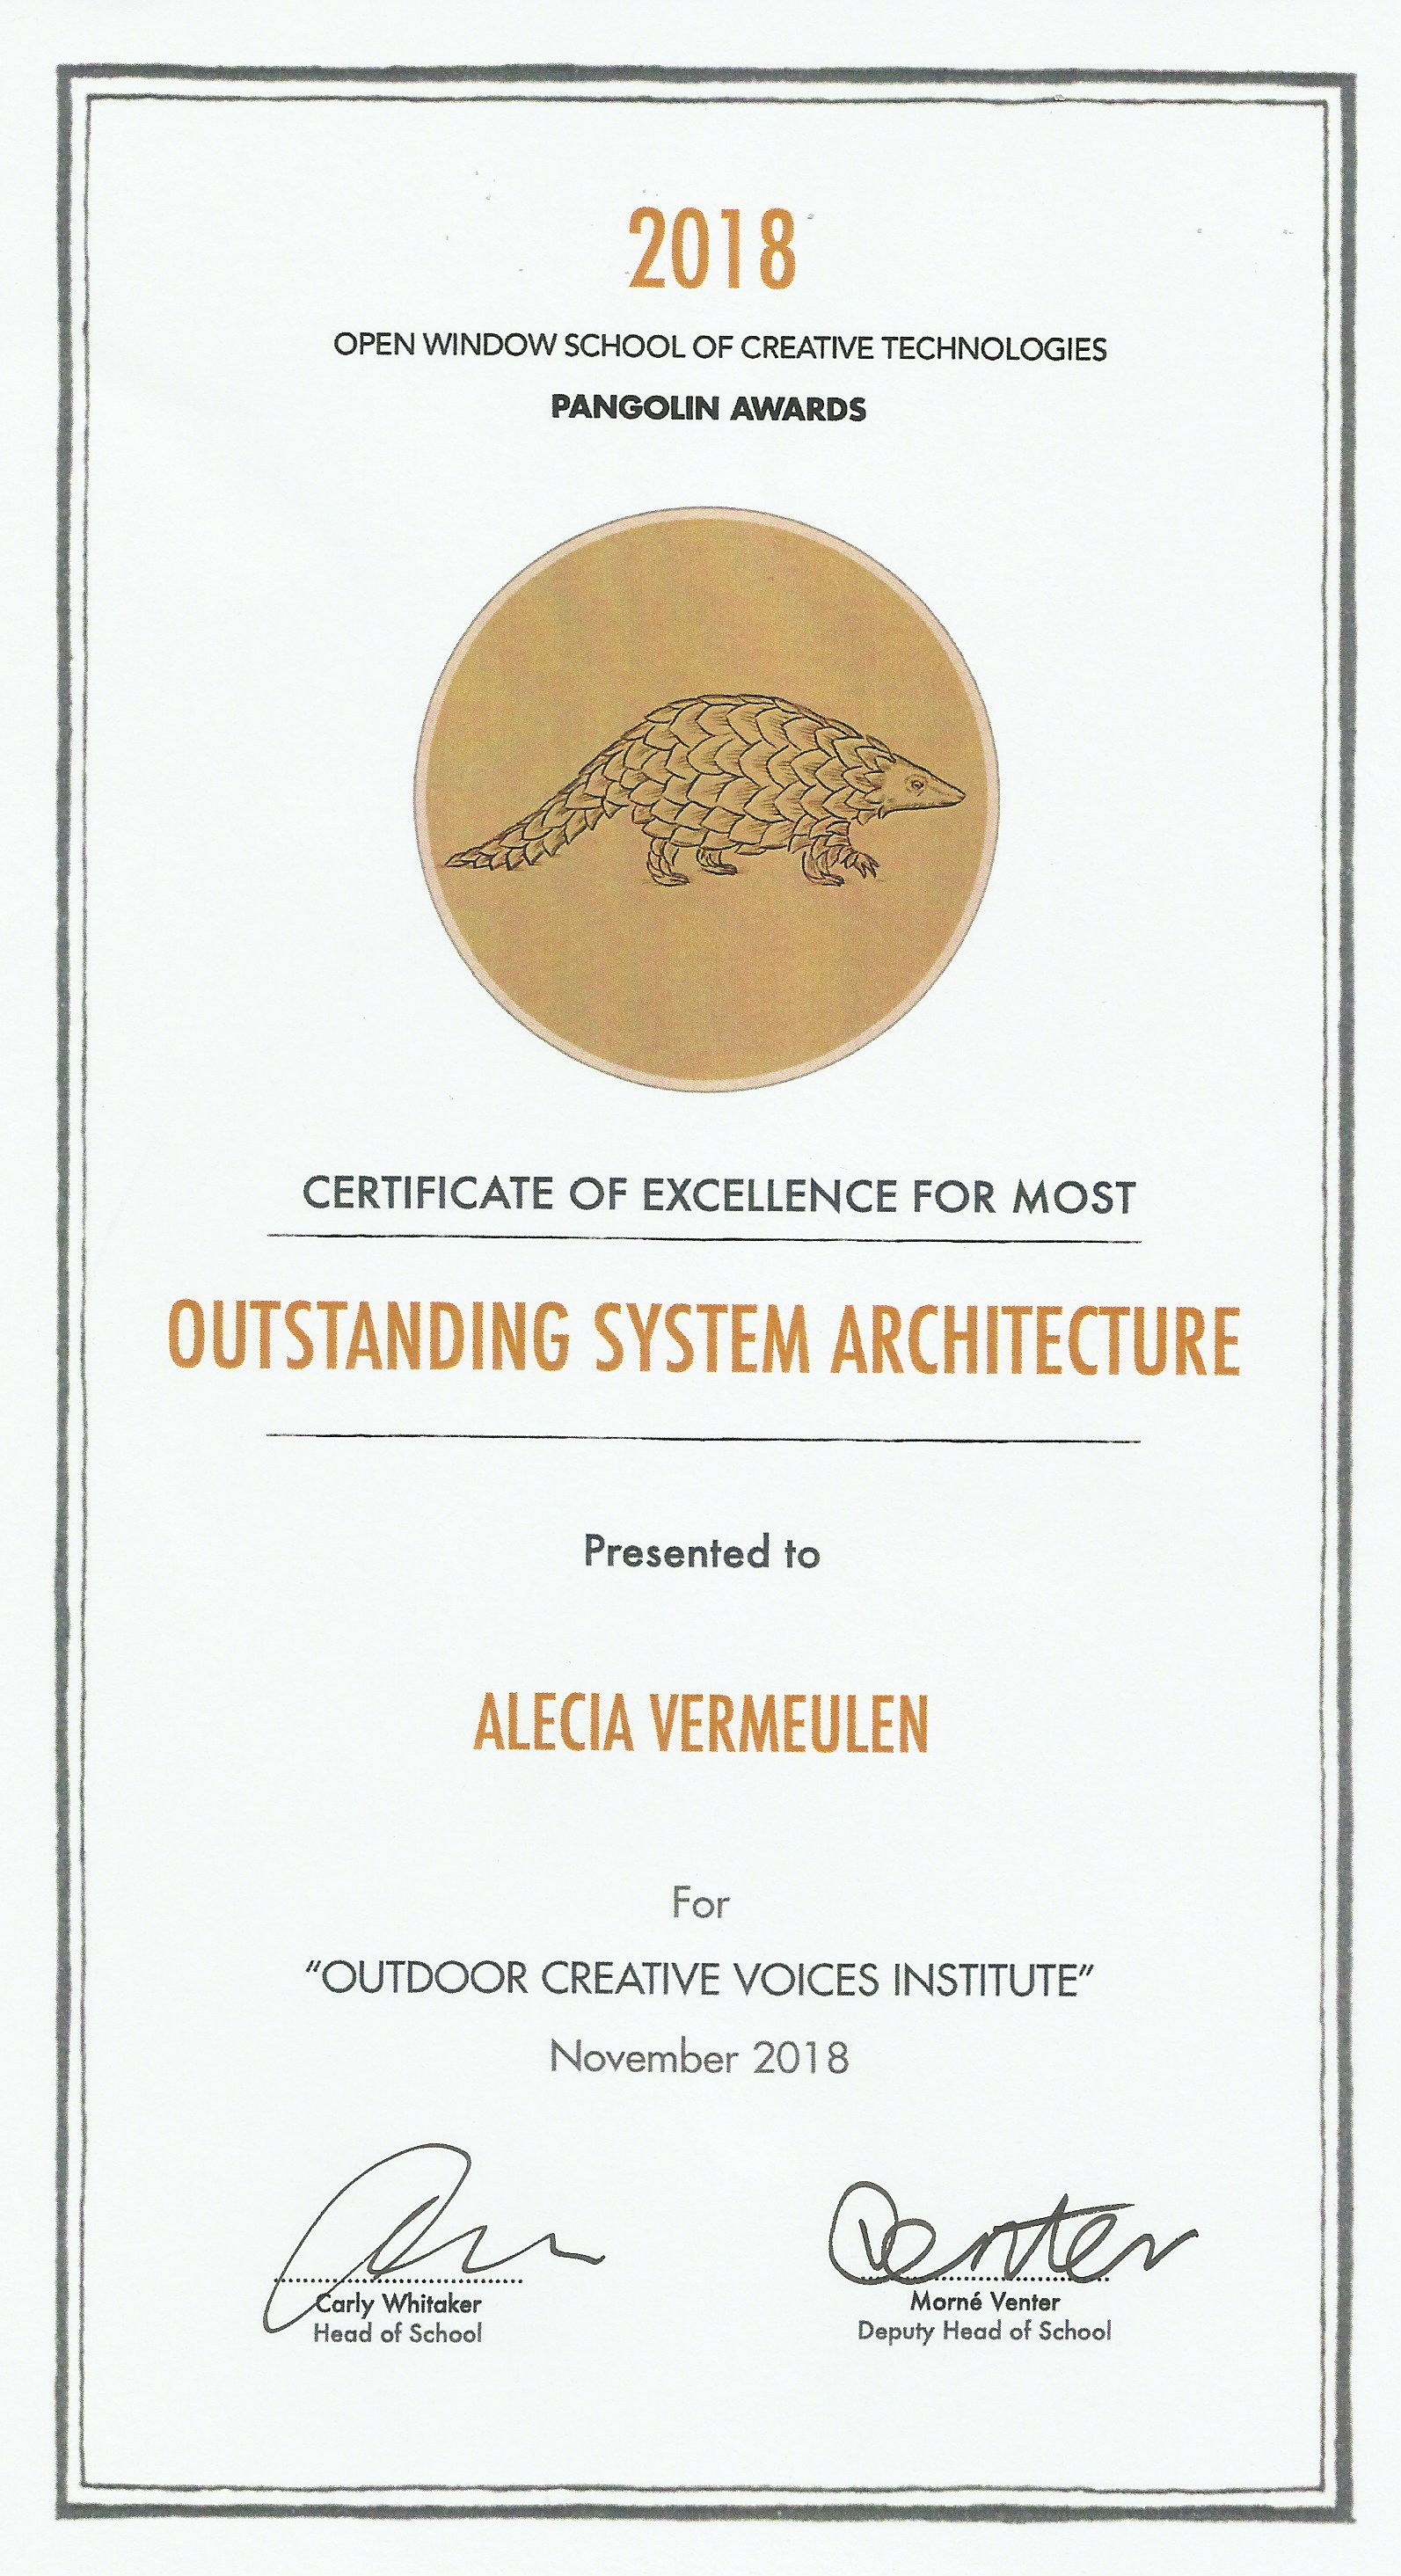 2018
OPEN WINDOW SCHOOL OF CREATIVE TECHNOLOGIES
PANGOLIN AWARDS
CERTIFICATE OF EXCELLENCE FOR MOST
OUTSTANDING SYSTEM ARCHITECTURE
Presented to
ALECIA VERMEULEN
For
“OUTDOOR CREATIVE VOICES INSTITUTE”
November 2018
Venter
Carly Whitaker
Head of School
Morné Venter
Deputy Head of School